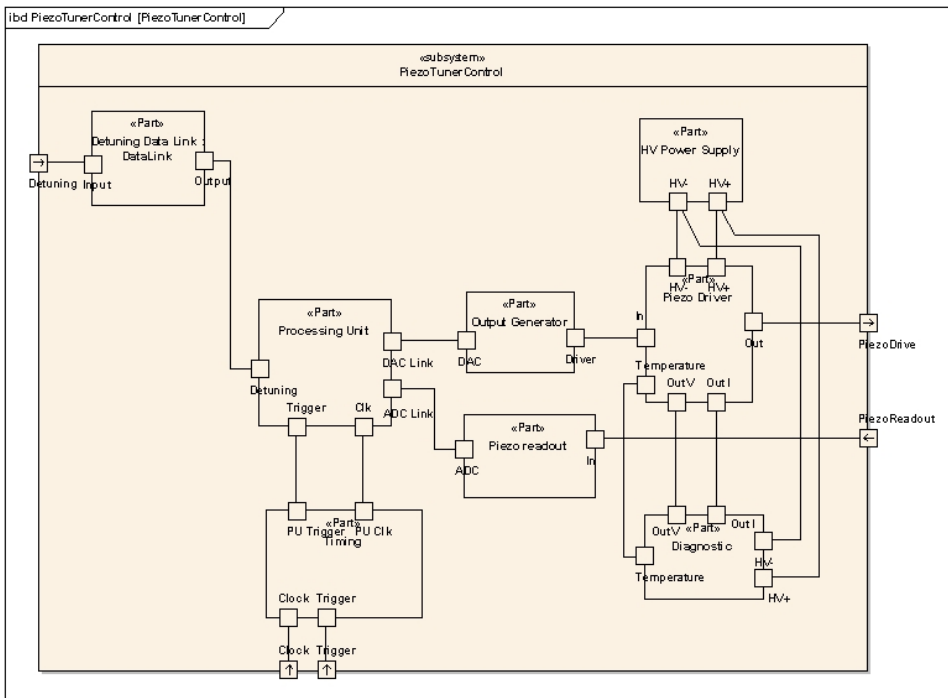 ibd PiezoTunerControl [PiezoTunerControl]
«subsystem»
PiezoTunerControl
«Part»
Detuning Data Link :
DataLink
Detuning
Input
Output
«Part»
HV Power Supply
HV-
HV+
HV-
HV+
«Part»
Piezo Driver
In
Out
Temperature
OutV
OutI
PiezoDrive
«Part»
Output Generator
DAC
Driver
«Part»
Processing Unit
DAC Link
ADC Link
Detuning
Trigger
Clk
PiezoReadout
«Part»
Piezo readout
ADC
In
PU Trigger
PU Clk
«Part»
Timing
OutV
OutI
«Part»
Diagnostic
HV-
HV+
Temperature
Clock
Trigger
Clock
Trigger